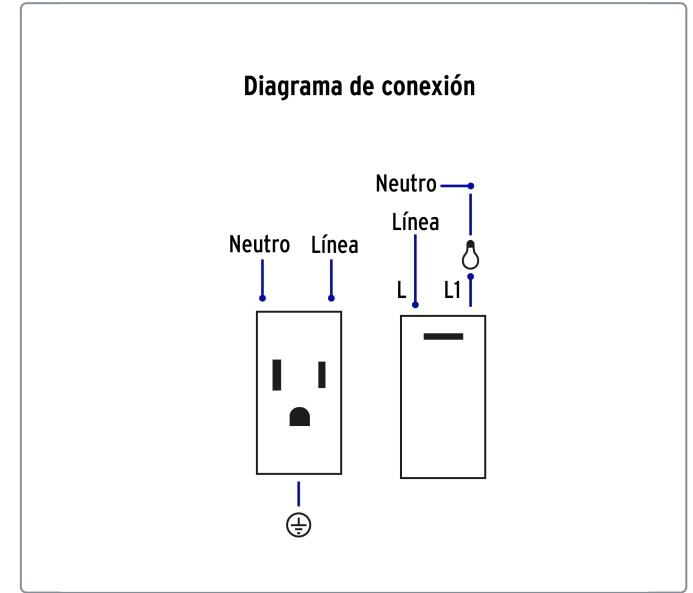 Diagrama de conexión
Neutro
Línea
Neutro Línea
L L1